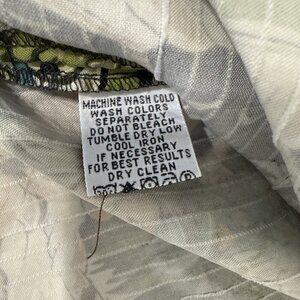 MACHINE WASH COLD
WASH COLORS
SEPARATELY
DO NOT BLEACH
TUMBLE DRY LOW
COOL IRON
IF NECESSARY
FOR BEST RESULTS
DRY CLEAN